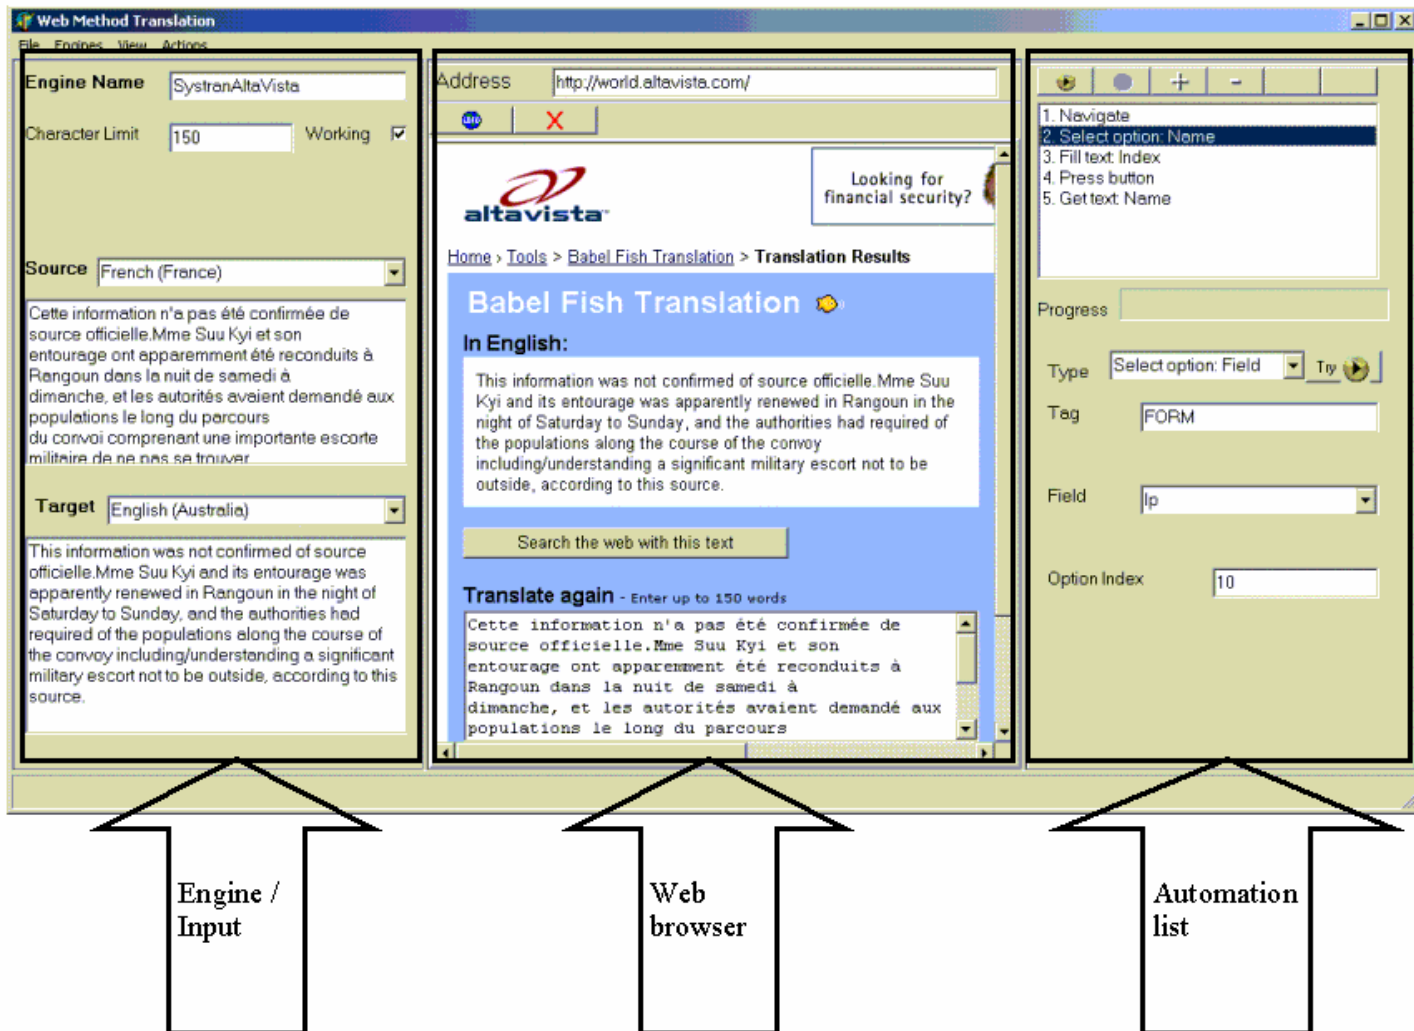 Web Method Translation
File Engines View Actions
Engine Name SystranAltaVista
Character Limit 150 Working
Source French (France)
Cette information n'a pas été confirmée de
source officielle.Mme Suu Kyi et son
entourage ont apparemment été reconduits à
Rangoun dans la nuit de samedi à
dimanche, et les autorités avaient demandé aux
populations le long du parcours
du convoi comprenant une importante escorte
militaire de ne pas se trouver
Target English (Australia)
This information was not confirmed of source
officielle.Mme Suu Kyi and its entourage was
apparently renewed in Rangoon in the night of
Saturday to Sunday, and the authorities had
required of the populations along the course of
the convoy including/understanding a significant
military escort not to be outside, according to this
source.
Address http://world.altavista.com/
altavista
Looking for
financial security?
Home > Tools > Babel Fish Translation > Translation Results
Babel Fish Translation
In English:
This information was not confirmed of source officielle.Mme Suu
Kyi and its entourage was apparently renewed in Rangoon in the
night of Saturday to Sunday, and the authorities had required of
the populations along the course of the convoy
including/understanding a significant military escort not to be
outside, according to this source.
Search the web with this text
Translate again - Enter up to 150 words
Cette information n'a pas été confirmée de
source officielle.Mme Suu Kyi et son
entourage ont apparemment été reconduits à
Rangoun dans la nuit de samedi à
dimanche, et les autorités avaient demandé aux
populations le long du parcours
1. Navigate
2. Select option: Name
3. Fill text: Index
4. Press button
5. Get text: Name
Progress
Type Select option: Field Try
Tag FORM
Field lp
Option Index 10
Engine /
Input
Web
browser
Automation
list